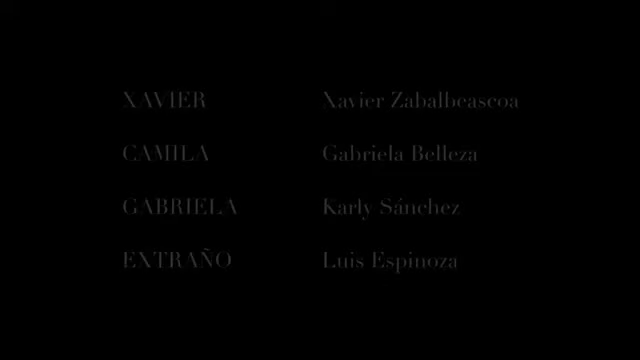 XAVIER Xavier Zabalbeascoa
CAMILA Gabriela Belleza
GABRIELA Karly Sánchez
EXTRAÑO Luis Espinoza